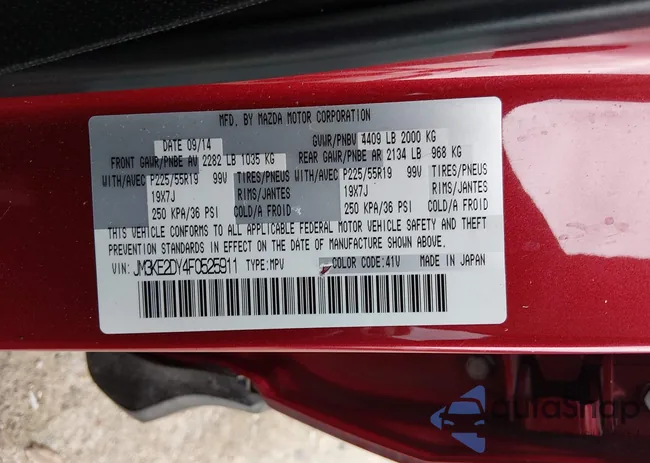 MFD. BY MAZDA MOTOR CORPORATION
DATE 09/14 GVWR/PNBV 4409 LB 2000 KG
FRONT GAWR/PNBE AV 2282 LB 1035 KG REAR GAWR/PNBE AR 2134 LB 968 KG
WITH/AVEC P225/55R19 99V TIRES/PNEUS WITH/AVEC P225/55R19 99V TIRES/PNEUS
19X7J RIMS/JANTES 19X7J RIMS/JANTES
250 KPA/36 PSI COLD/A FROID 250 KPA/36 PSI COLD/A FROID
THIS VEHICLE CONFORMS TO ALL APPLICABLE FEDERAL MOTOR VEHICLE SAFETY AND THEFT
PREVENTION STANDARDS IN EFFECT ON THE DATE OF MANUFACTURE SHOWN ABOVE.
VIN: JM3KE2DY4F0525911 TYPE:MPV COLOR CODE:41V MADE IN JAPAN
autaShop